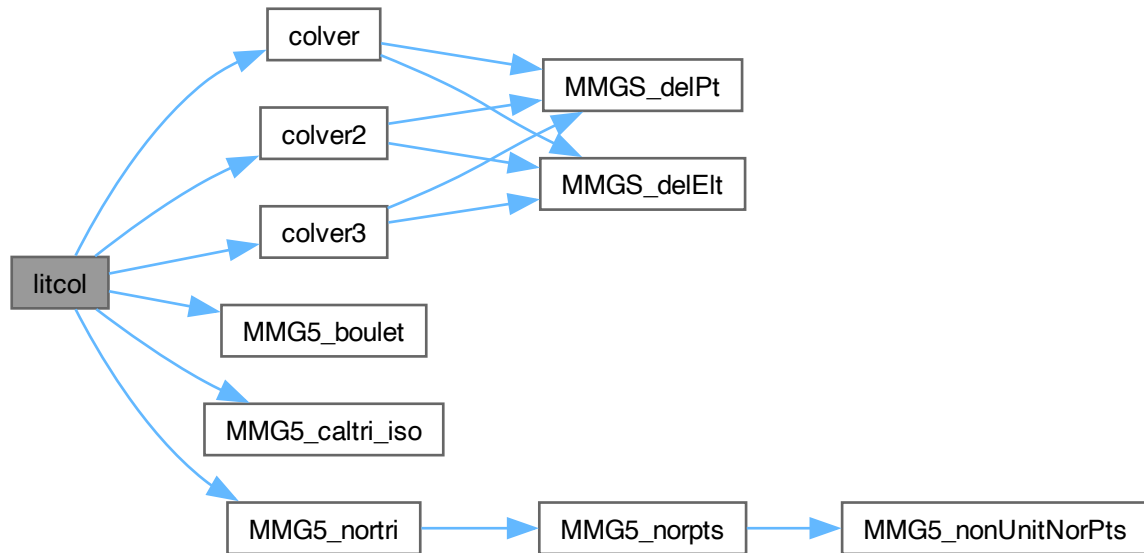 litcol
colver
colver2
colver3
MMG5_boulet
MMG5_caltri_iso
MMG5_nortri
MMGS_delPt
MMGS_delElt
MMG5_norpts
MMG5_nonUnitNorPts